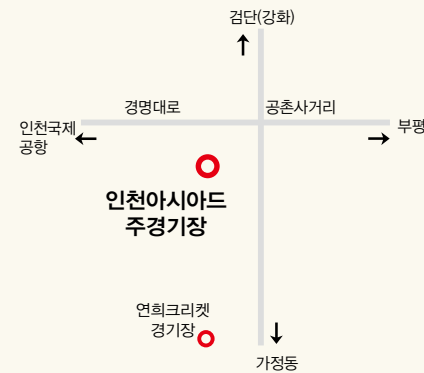 검단(강화)
경명대로
공촌사거리
인천국제
공항
부평
인천아시아드
주경기장
연희크리켓
경기장
가정동